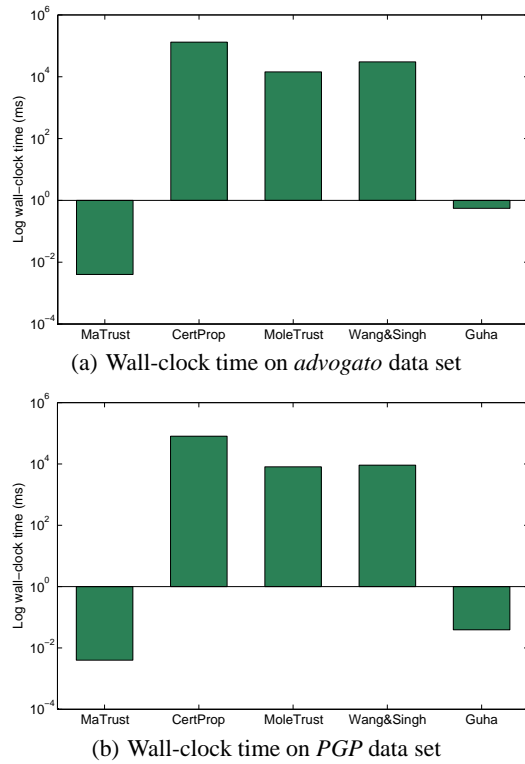 10^6
10^4
10^2
10^0
10^−2
10^−4
Log wall−clock time (ms)
MaTrust CertProp MoleTrust Wang&Singh Guha
(a) Wall-clock time on advogato data set
10^6
10^4
10^2
10^0
10^−2
10^−4
Log wall−clock time (ms)
MaTrust CertProp MoleTrust Wang&Singh Guha
(b) Wall-clock time on PGP data set